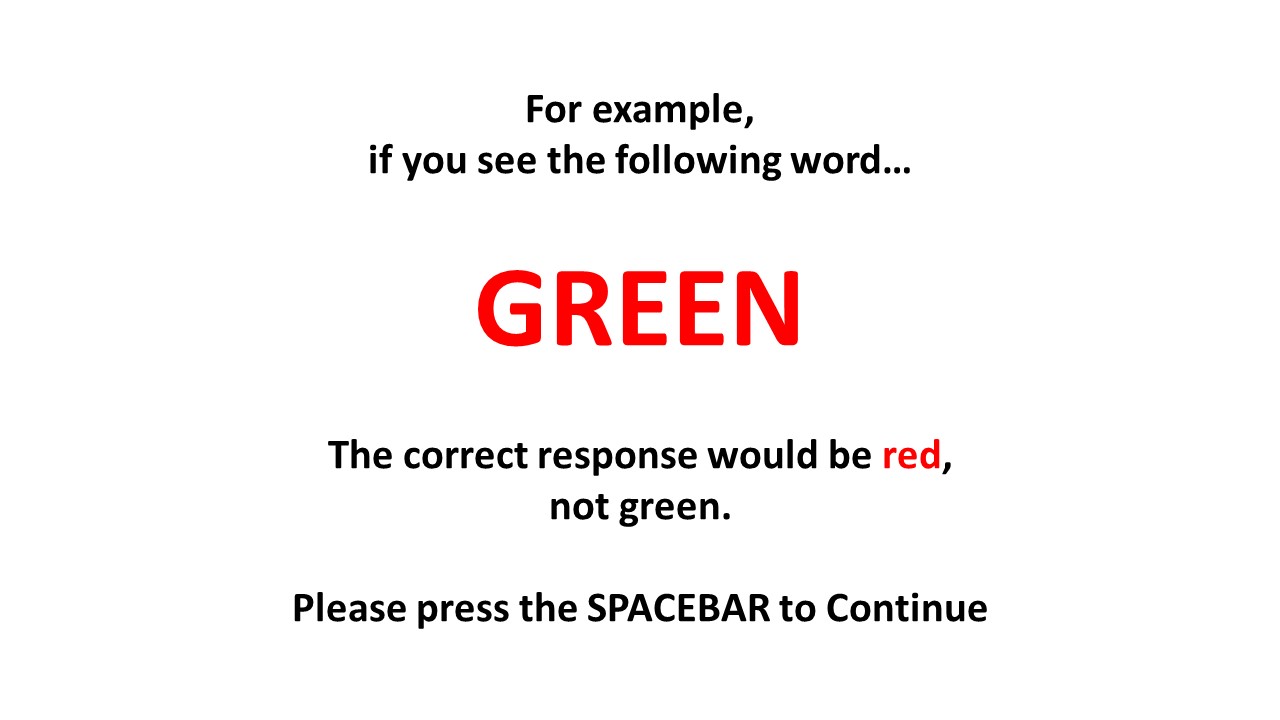 For example,
if you see the following word…
GREEN
The correct response would be red,
not green.
Please press the SPACEBAR to Continue